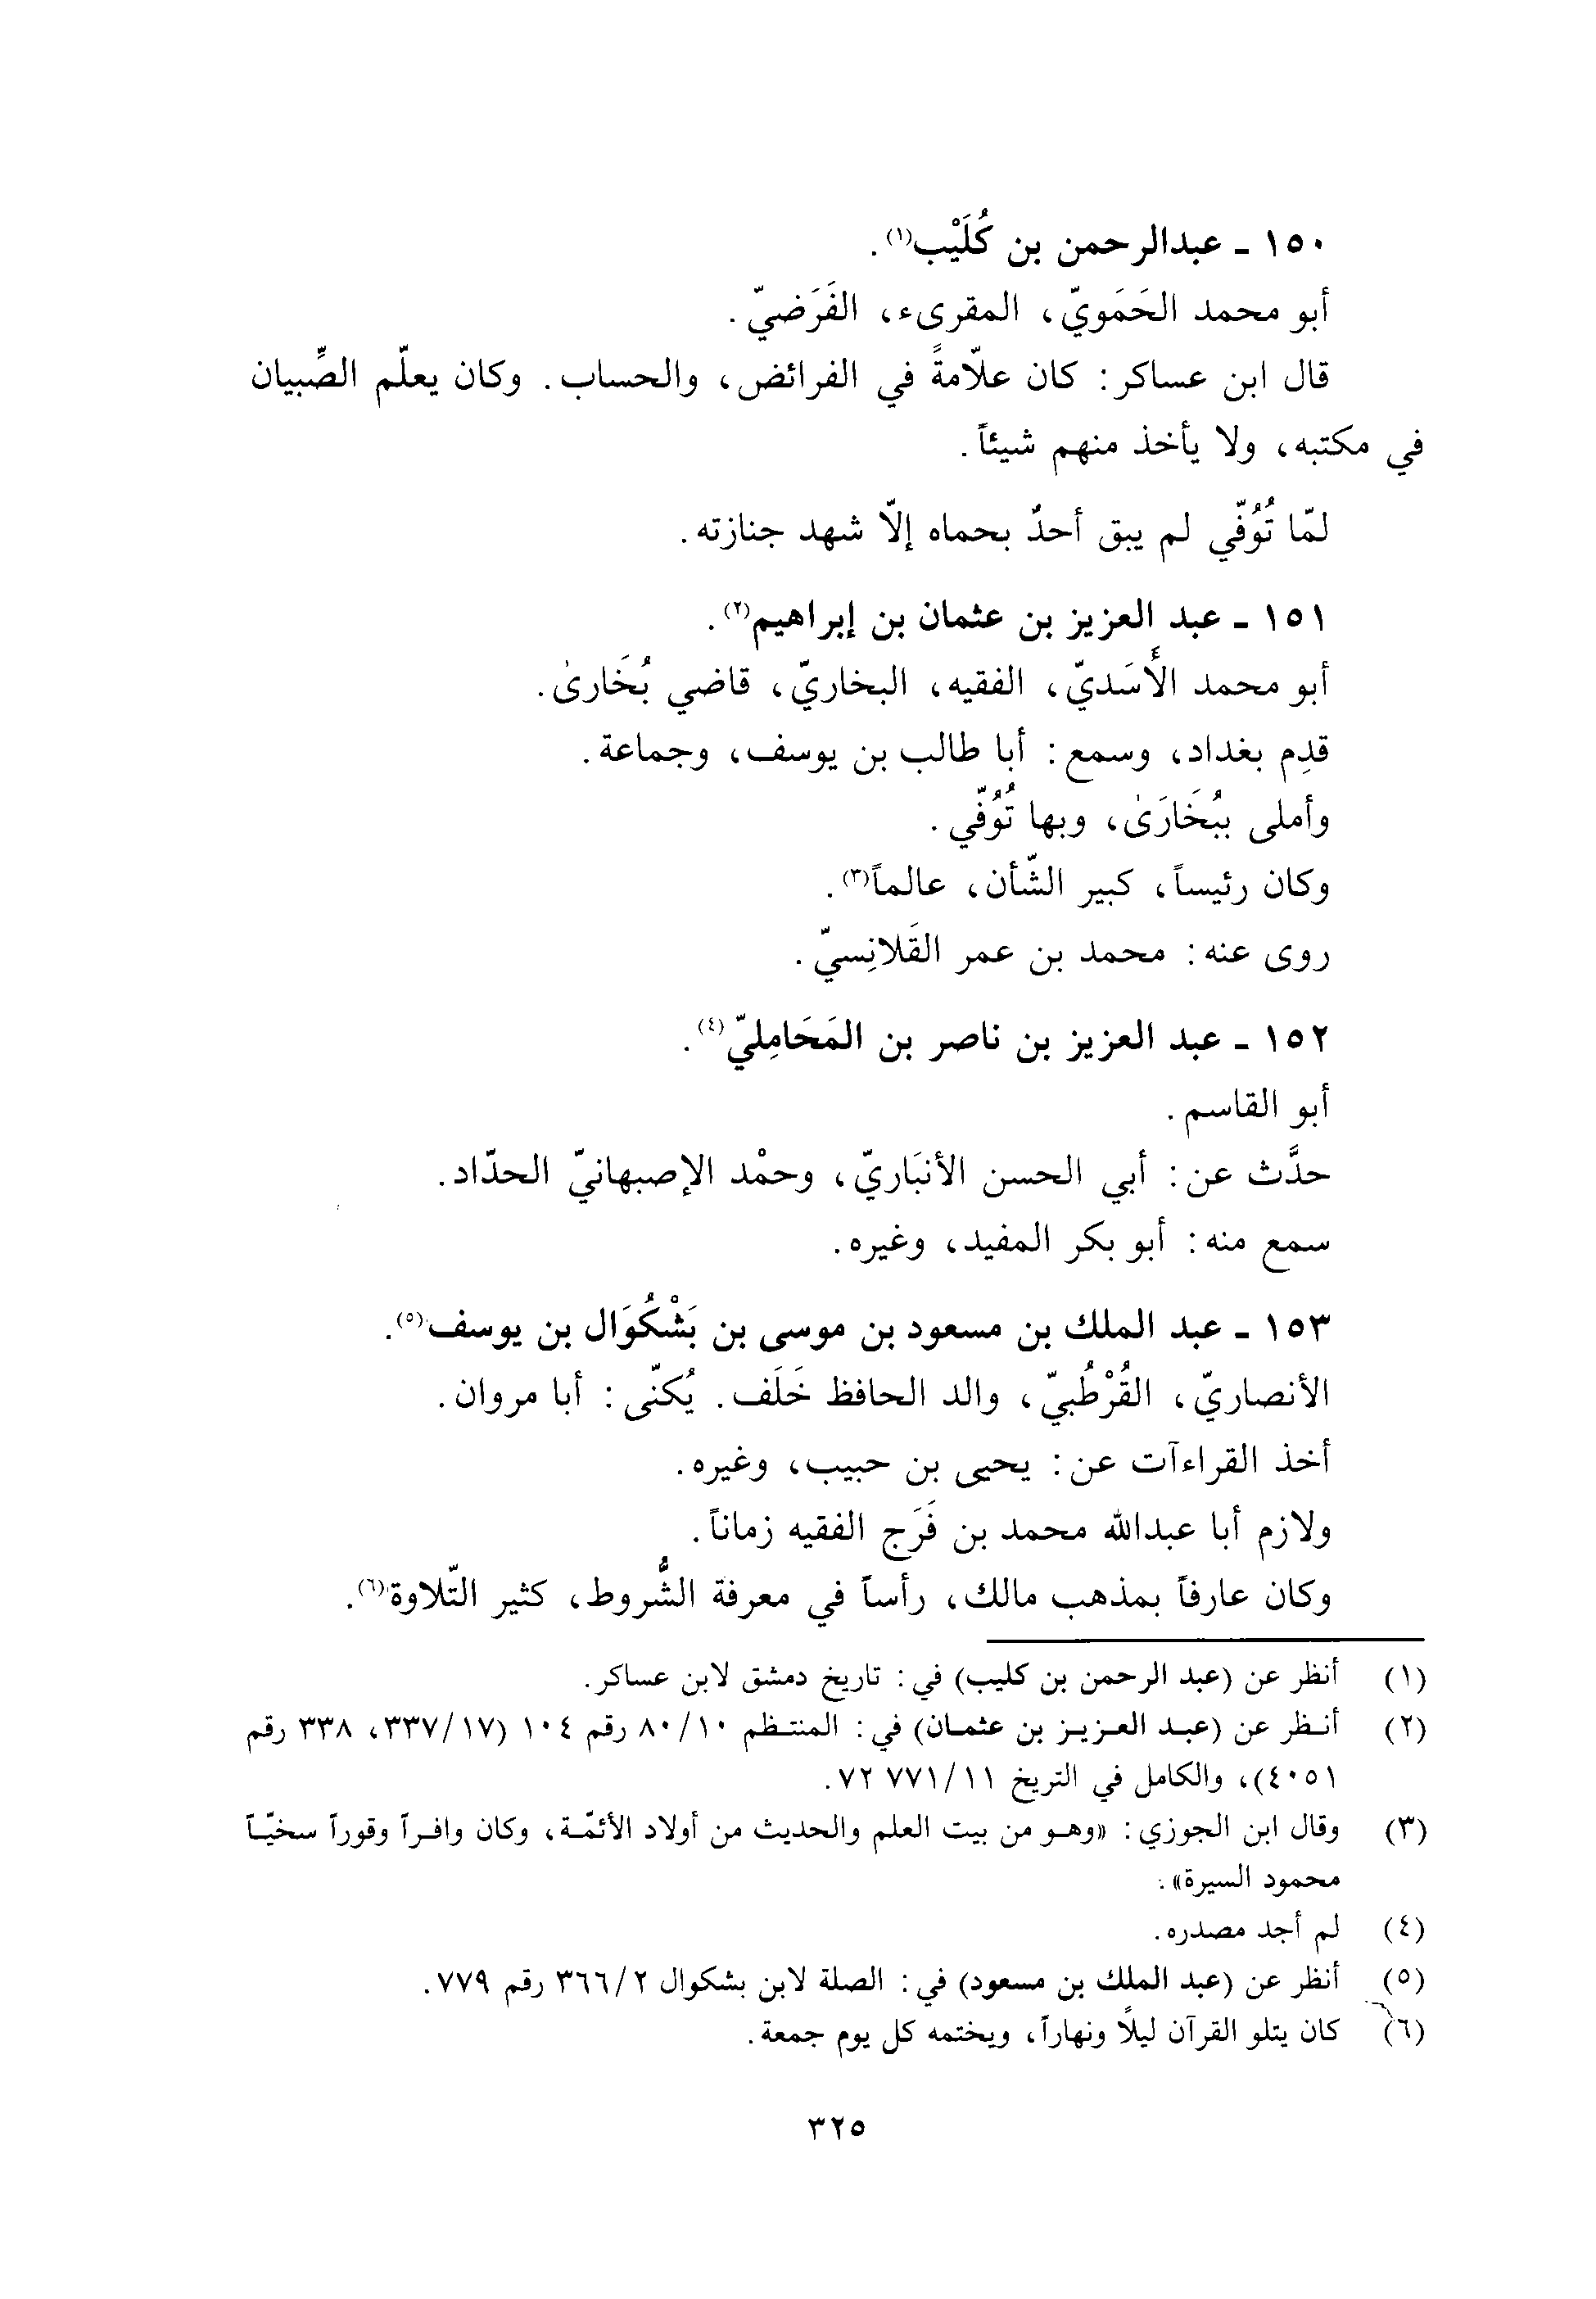 ١٥٠ ـ عبدالرحمن بن كُلَيْب(١).
أبو محمد الحَمَويّ، المقرىء، الفَرَضيّ.
قال ابن عساكر: كان علاّمةً في الفرائض، والحساب. وكان يعلّم الصِّبيان
في مكتبه، ولا يأخذ منهم شيئاً.
لمّا تُوُفّي لم يبق أحدٌ بحماه إلاّ شهد جنازته.
١٥١ ـ عبد العزيز بن عثمان بن إبراهيم(٢).
أبو محمد الأَسَديّ، الفقيه، البخاريّ، قاضي بُخَارىٰ.
قدِم بغداد، وسمع: أبا طالب بن يوسف، وجماعة.
وأملى ببُخَارَىٰ، وبها تُوُفّي.
وكان رئيساً، كبير الشّأن، عالماً(٣).
روى عنه: محمد بن عمر القَلانِسيّ.
١٥٢ ـ عبد العزيز بن ناصر بن المَحَامِليّ(٤).
أبو القاسم.
حدَّث عن: أبي الحسن الأنبَاريّ، وحمْد الإصبهانيّ الحدّاد.
سمع منه: أبو بكر المفيد، وغيره.
١٥٣ ـ عبد الملك بن مسعود بن موسى بن بَشْكُوَال بن يوسف(٥).
الأنصاريّ، القُرْطُبيّ، والد الحافظ خَلَف. يُكنّى: أبا مروان.
أخذ القراءآت عن: يحيى بن حبيب، وغيره.
ولازم أبا عبدالله محمد بن فَرَج الفقيه زماناً.
وكان عارفاً بمذهب مالك، رأساً في معرفة الشُّروط، كثير التّلاوة(٦).
(١) أنظر عن (عبد الرحمن بن كليب) في: تاريخ دمشق لابن عساكر.
(٢) أنظر عن (عبد العزيز بن عثمان) في: المنتظم ٨٠/١٠ رقم ١٠٤ (٣٣٧/١٧، ٣٣٨ رقم
٤٠٥١)، والكامل في التريخ ٧٧١/١١ ٧٢.
(٣) وقال ابن الجوزي: «وهو من بيت العلم والحديث من أولاد الأئمّة، وكان وافراً وقوراً سخيّاً
محمود السيرة».
(٤) لم أجد مصدره.
(٥) أنظر عن (عبد الملك بن مسعود) في: الصلة لابن بشكوال ٣٦٦/٢ رقم ٧٧٩.
(٦) كان يتلو القرآن ليلًا ونهاراً، ويختمه كل يوم جمعة.
٣٢٥